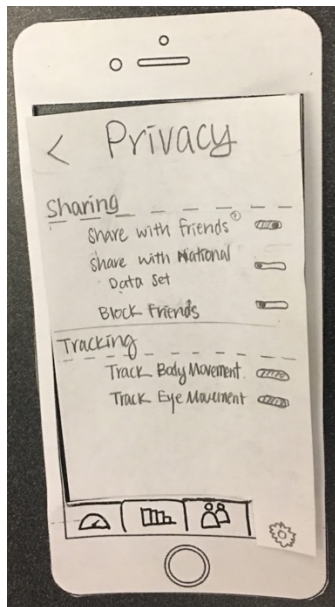 < Privacy
Sharing
Share with friends ?
Share with National
Data Set
Block Friends
Tracking
Track Body Movement.
Track Eye Movement